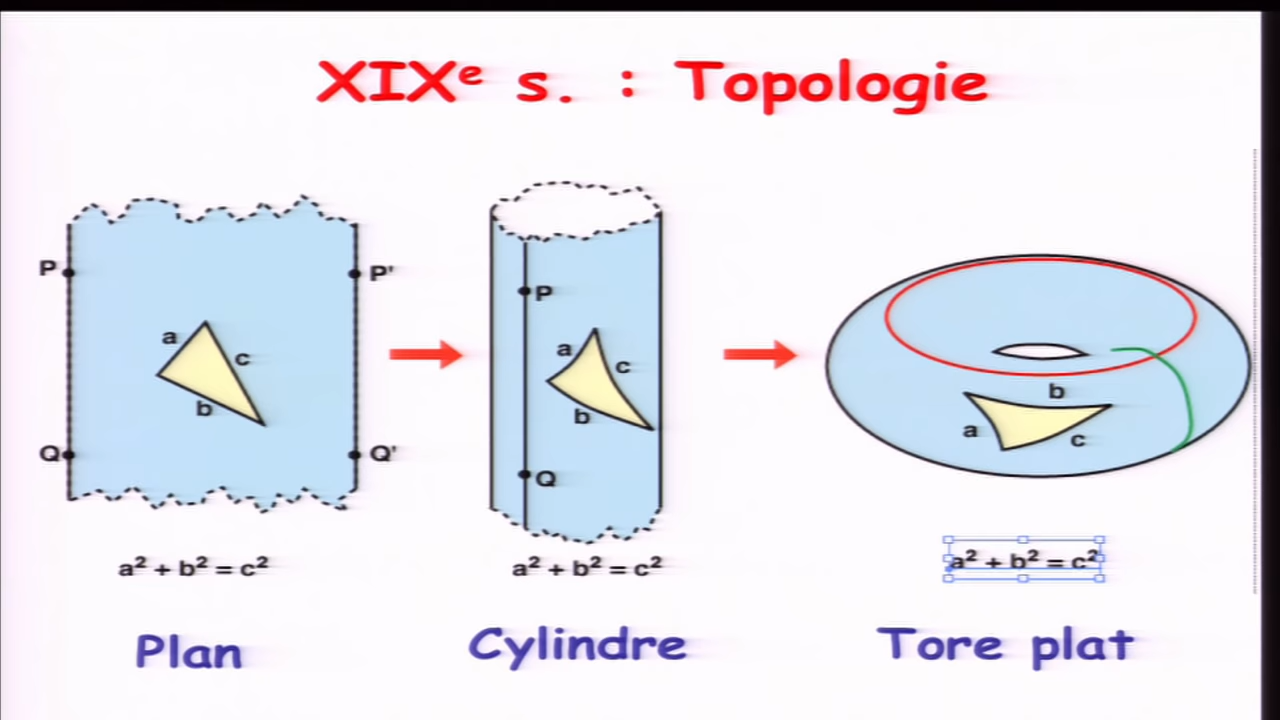 XIXe s. : Topologie
P
P'
a
c
b
Q
Q'
a² + b² = c²
Plan
P
a
c
b
Q
a² + b² = c²
Cylindre
b
a
c
a² + b² = c²
Tore plat